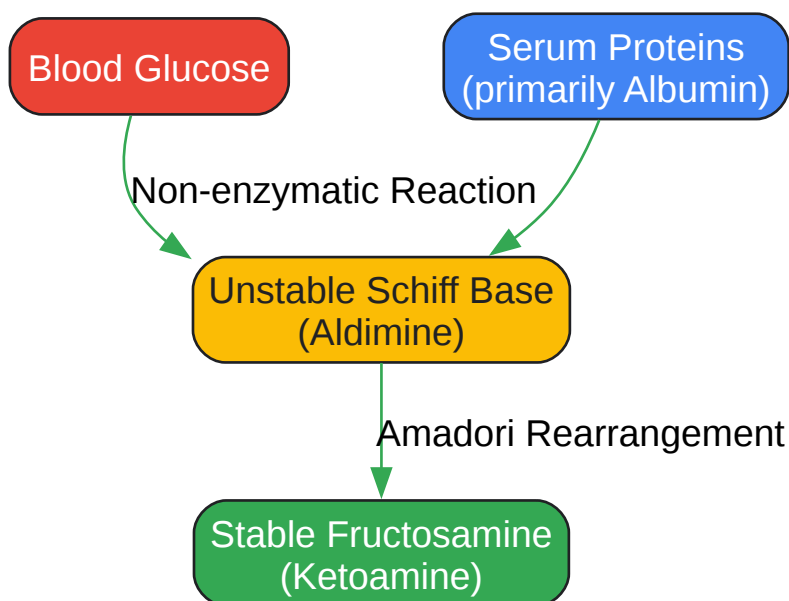 Blood Glucose
Serum Proteins
(primarily Albumin)
Non-enzymatic Reaction
Unstable Schiff Base
(Aldimine)
Amadori Rearrangement
Stable Fructosamine
(Ketoamine)